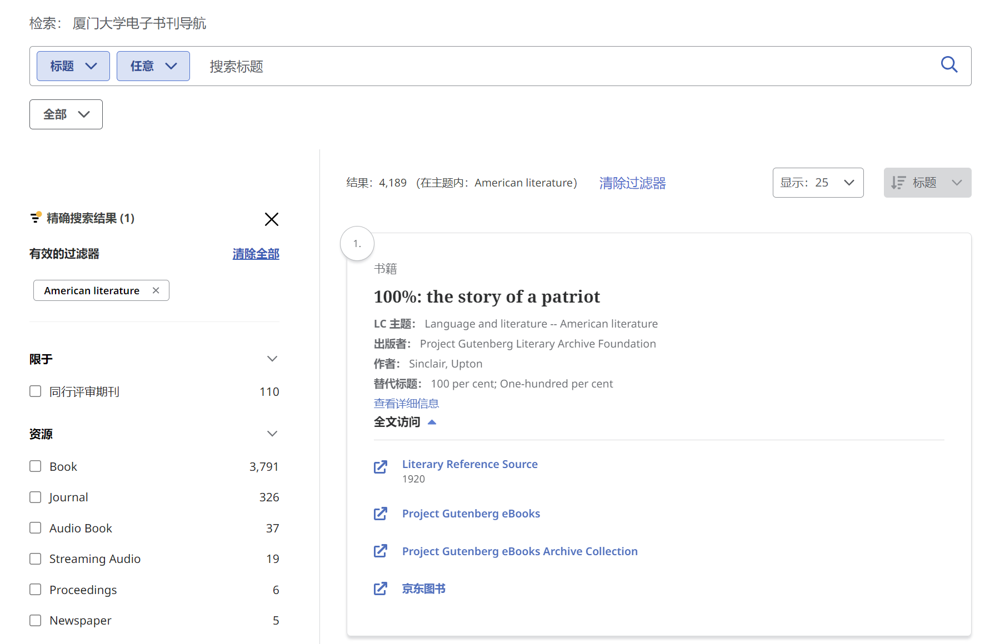 检索： 厦门大学电子书刊导航
标题 任意 搜索标题
全部
结果：4,189 （在主题内：American literature） 清除过滤器 显示：25 标题
精确搜索结果 (1)
有效的过滤器 清除全部
American literature ×
限于
同行评审期刊 110
资源
Book 3,791
Journal 326
Audio Book 37
Streaming Audio 19
Proceedings 6
Newspaper 5
1.
书籍
100%: the story of a patriot
LC 主题： Language and literature -- American literature
出版者： Project Gutenberg Literary Archive Foundation
作者： Sinclair, Upton
替代标题： 100 per cent; One-hundred per cent
查看详细信息
全文访问
Literary Reference Source
1920
Project Gutenberg eBooks
Project Gutenberg eBooks Archive Collection
京东图书